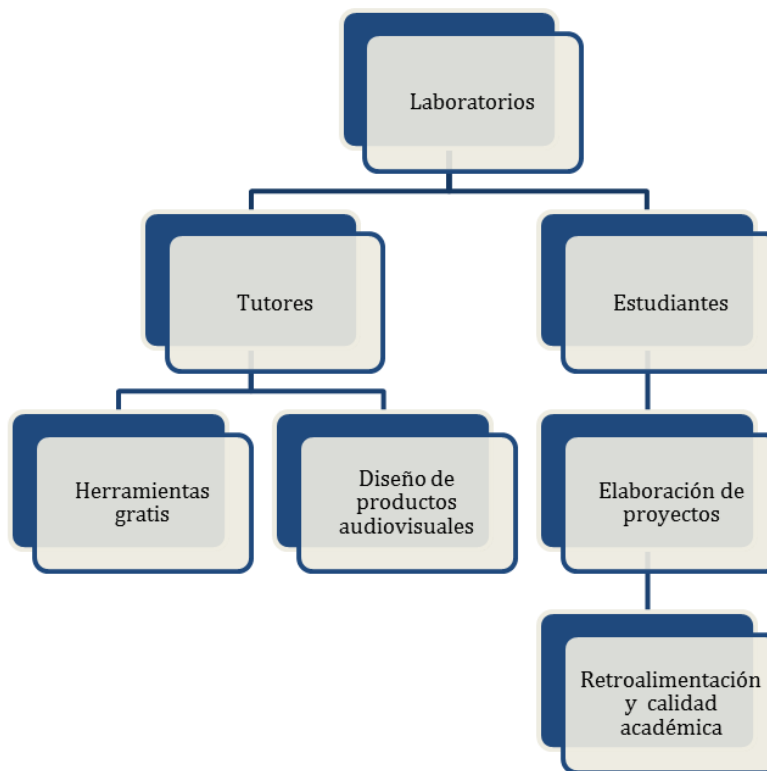 Laboratorios
Tutores
Estudiantes
Herramientas
gratis
Diseño de
productos
audiovisuales
Elaboración de
proyectos
Retroalimentación
y calidad
académica